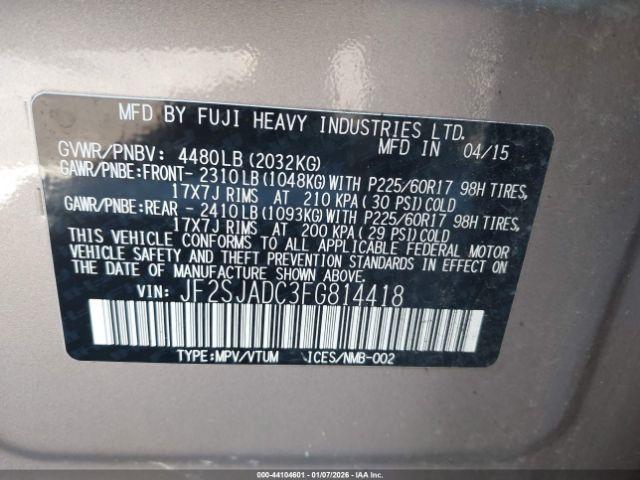 MFD BY FUJI HEAVY INDUSTRIES LTD.
GVWR/PNBV: 4480LB (2032KG) MFD IN 04/15
GAWR/PNBE:FRONT- 2310LB (1048KG) WITH P225/60R17 98H TIRES,
17X7J RIMS AT 210 KPA ( 30 PSI) COLD
GAWR/PNBE:REAR - 2410LB (1093KG) WITH P225/60R17 98H TIRES,
17X7J RIMS AT 200 KPA ( 29 PSI) COLD
THIS VEHICLE CONFORMS TO ALL APPLICABLE FEDERAL MOTOR
VEHICLE SAFETY, BUMPER, AND THEFT PREVENTION
STANDARDS IN EFFECT ON THE DATE OF
MANUFACTURE SHOWN ABOVE.
VIN: JF2SJADC3FG814418
TYPE:MPV/VTUM ICES/NMB-002
© IAA - 44104601 - 01/07/2026 - IAAI.COM